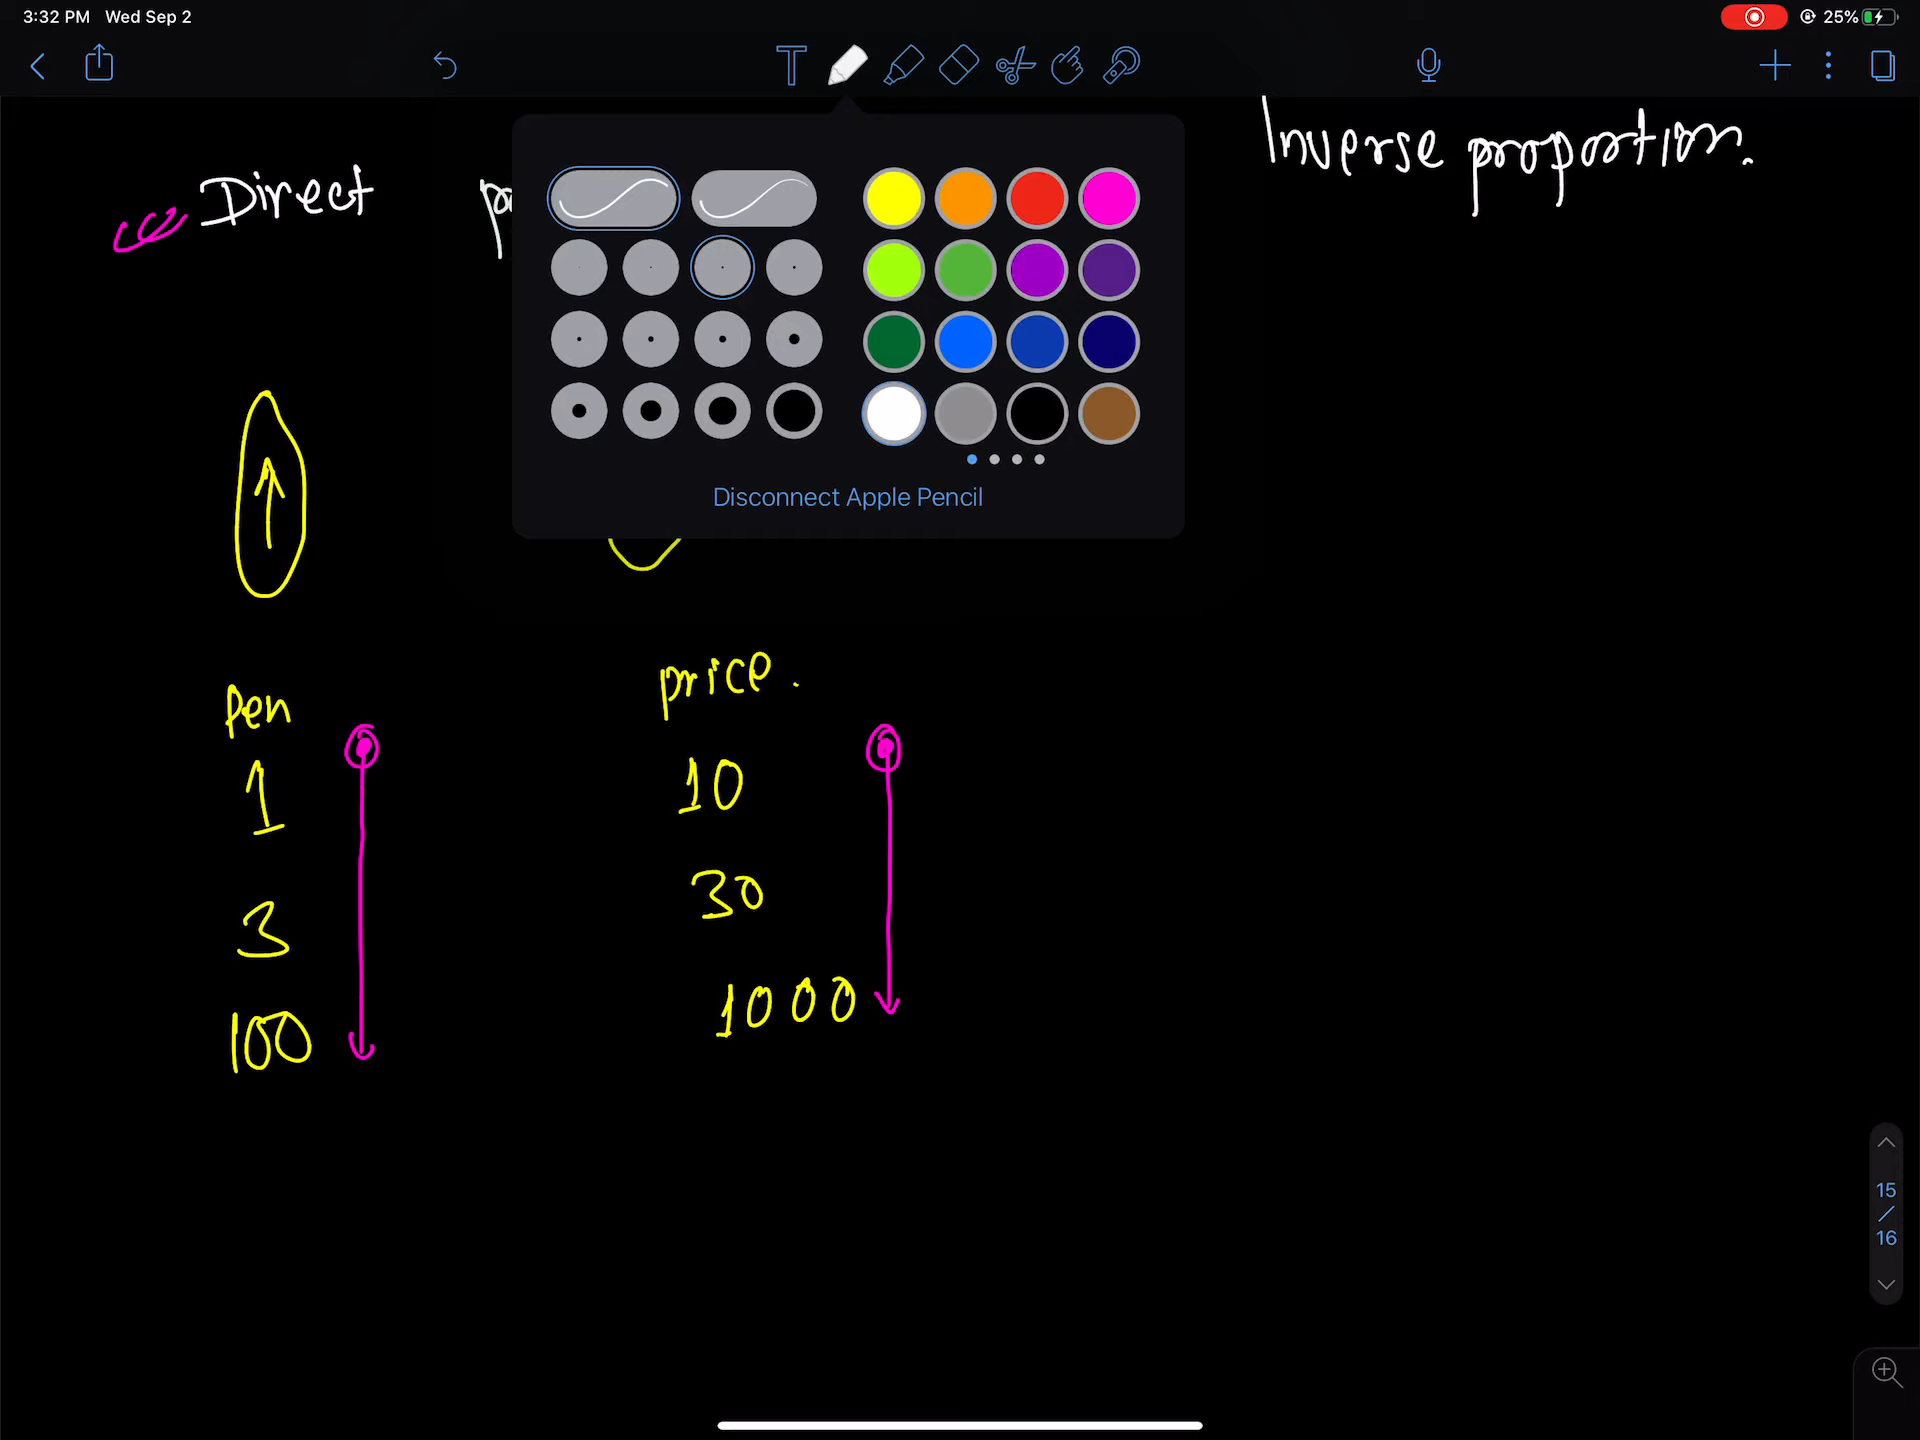 3:32 PM Wed Sep 2
25%
Inverse proportion.
Direct
Disconnect Apple Pencil
Pen price.
1 10
3 30
100 1000
15
/
16